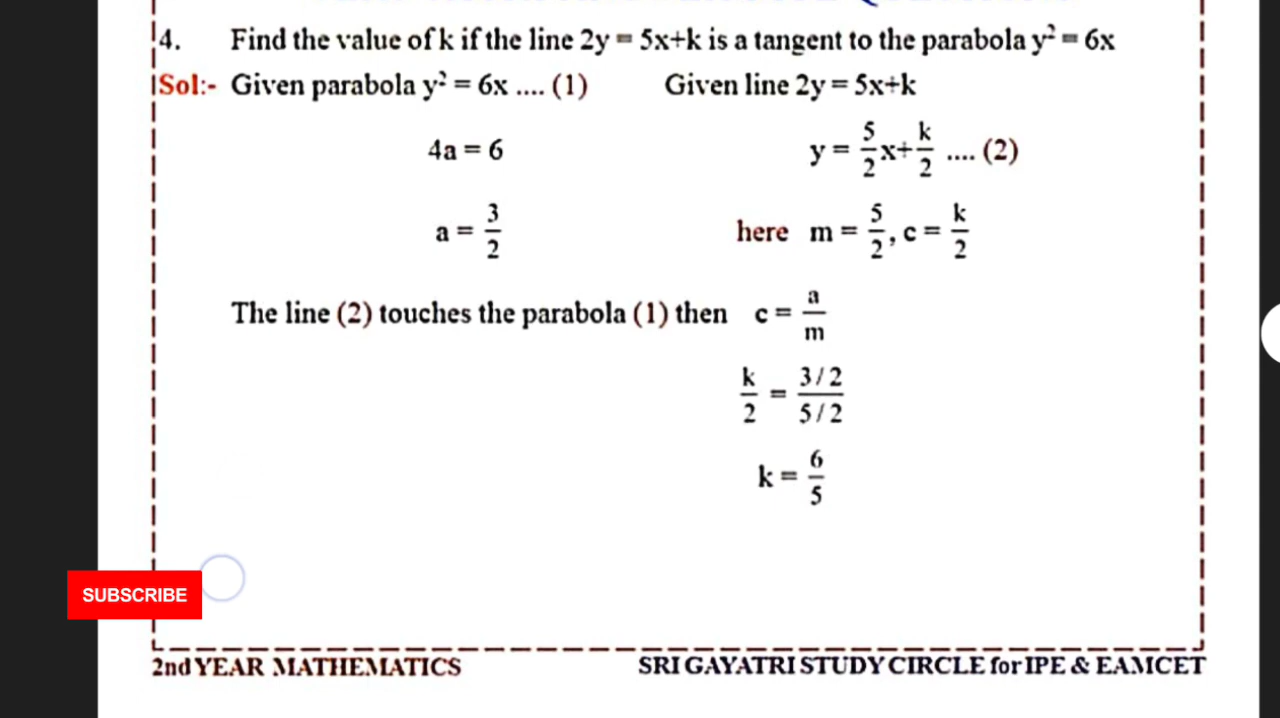 4. Find the value of k if the line 2y = 5x+k is a tangent to the parabola y² = 6x
Sol:- Given parabola y² = 6x .... (1) Given line 2y = 5x+k
4a = 6 y = 5/2 x + k/2 .... (2)
a = 3/2 here m = 5/2, c = k/2
The line (2) touches the parabola (1) then c = a/m
k/2 = 3/2 / 5/2
k = 6/5
SUBSCRIBE
2nd YEAR MATHEMATICS SRI GAYATRI STUDY CIRCLE for IPE & EAMCET